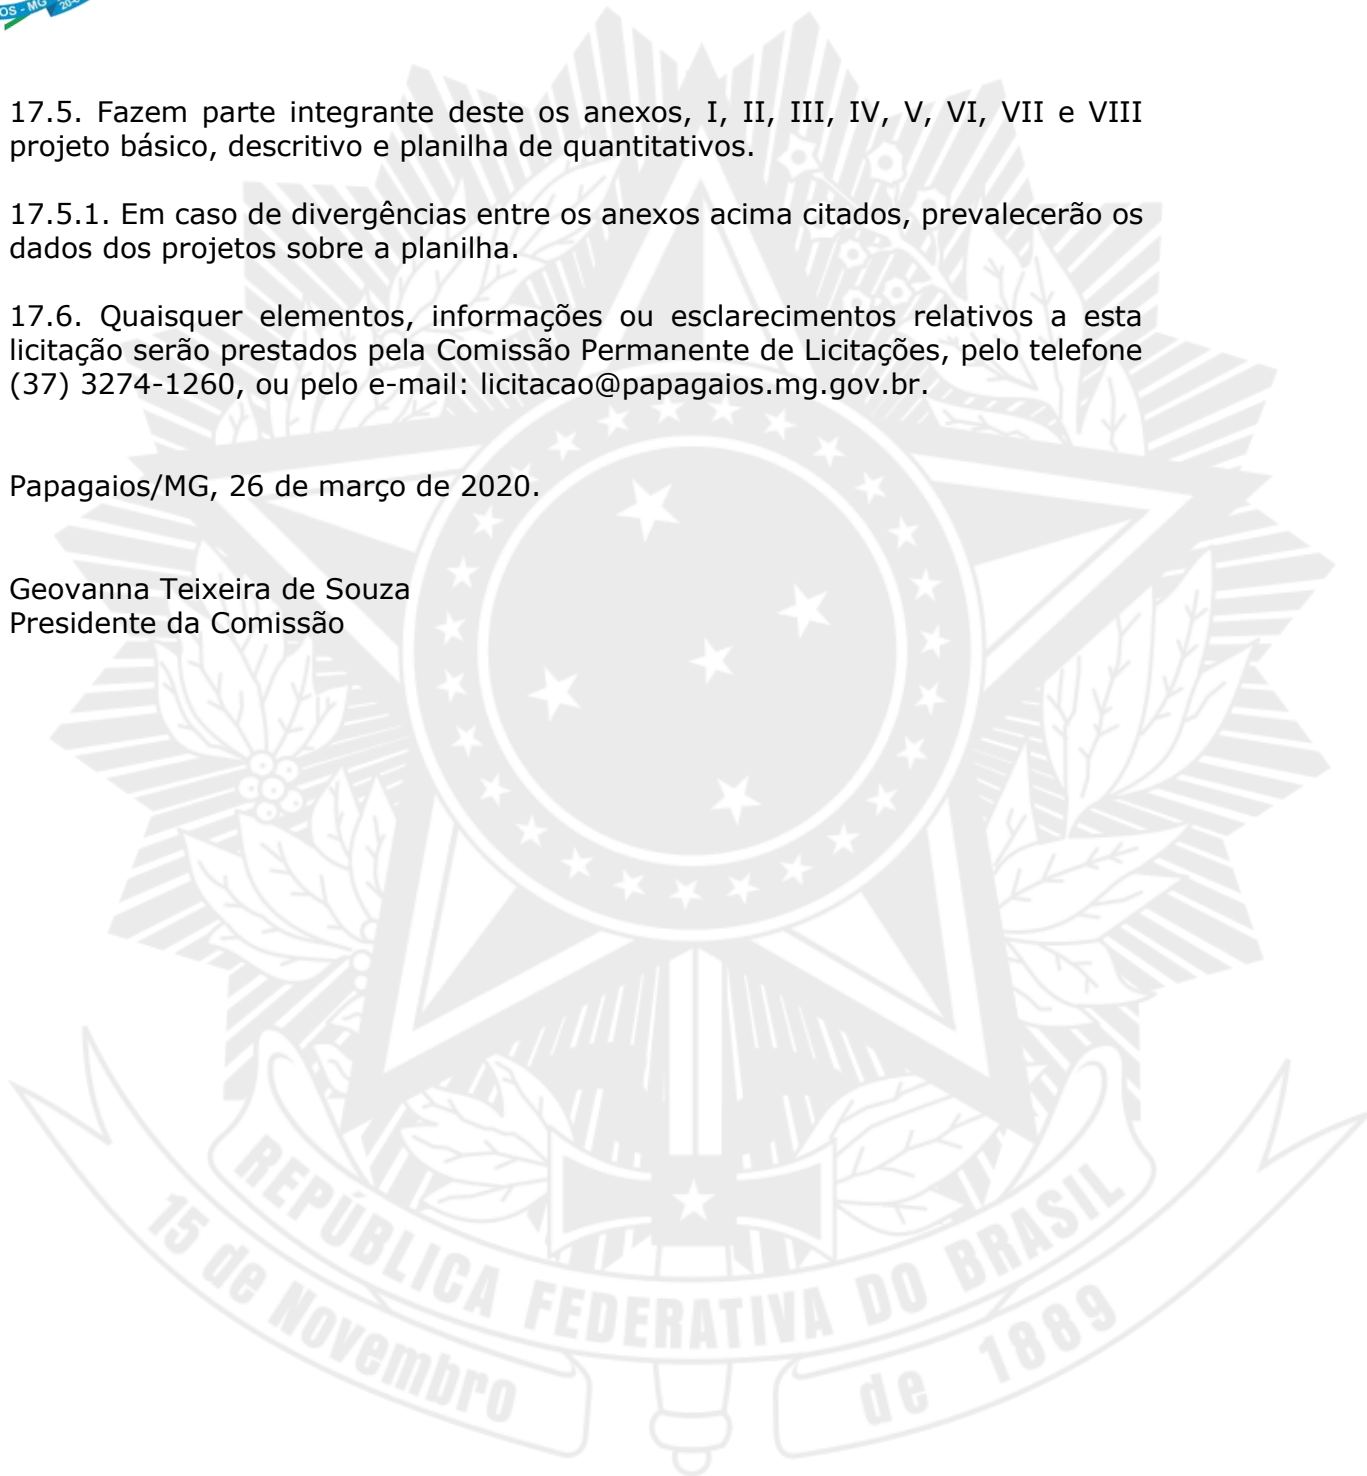 OS - MG
17.5. Fazem parte integrante deste os anexos, I, II, III, IV, V, VI, VII e VIII
projeto básico, descritivo e planilha de quantitativos.
17.5.1. Em caso de divergências entre os anexos acima citados, prevalecerão os
dados dos projetos sobre a planilha.
17.6. Quaisquer elementos, informações ou esclarecimentos relativos a esta
licitação serão prestados pela Comissão Permanente de Licitações, pelo telefone
(37) 3274-1260, ou pelo e-mail: licitacao@papagaios.mg.gov.br.
Papagaios/MG, 26 de março de 2020.
Geovanna Teixeira de Souza
Presidente da Comissão
REPÚBLICA FEDERATIVA DO BRASIL
15 de Novembro de 1889